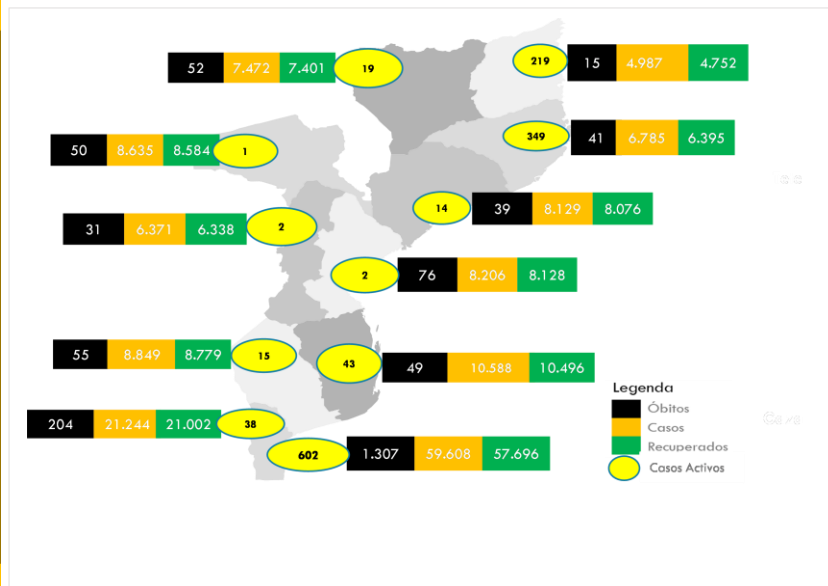 52 7.472 7.401 19
219 15 4.987 4.752
349 41 6.785 6.395
50 8.635 8.584 1
14 39 8.129 8.076
31 6.371 6.338 2
2 76 8.206 8.128
55 8.849 8.779 15
43 49 10.588 10.496
204 21.244 21.002 38
602 1.307 59.608 57.696
Legenda
Óbitos
Casos
Recuperados
Casos Activos